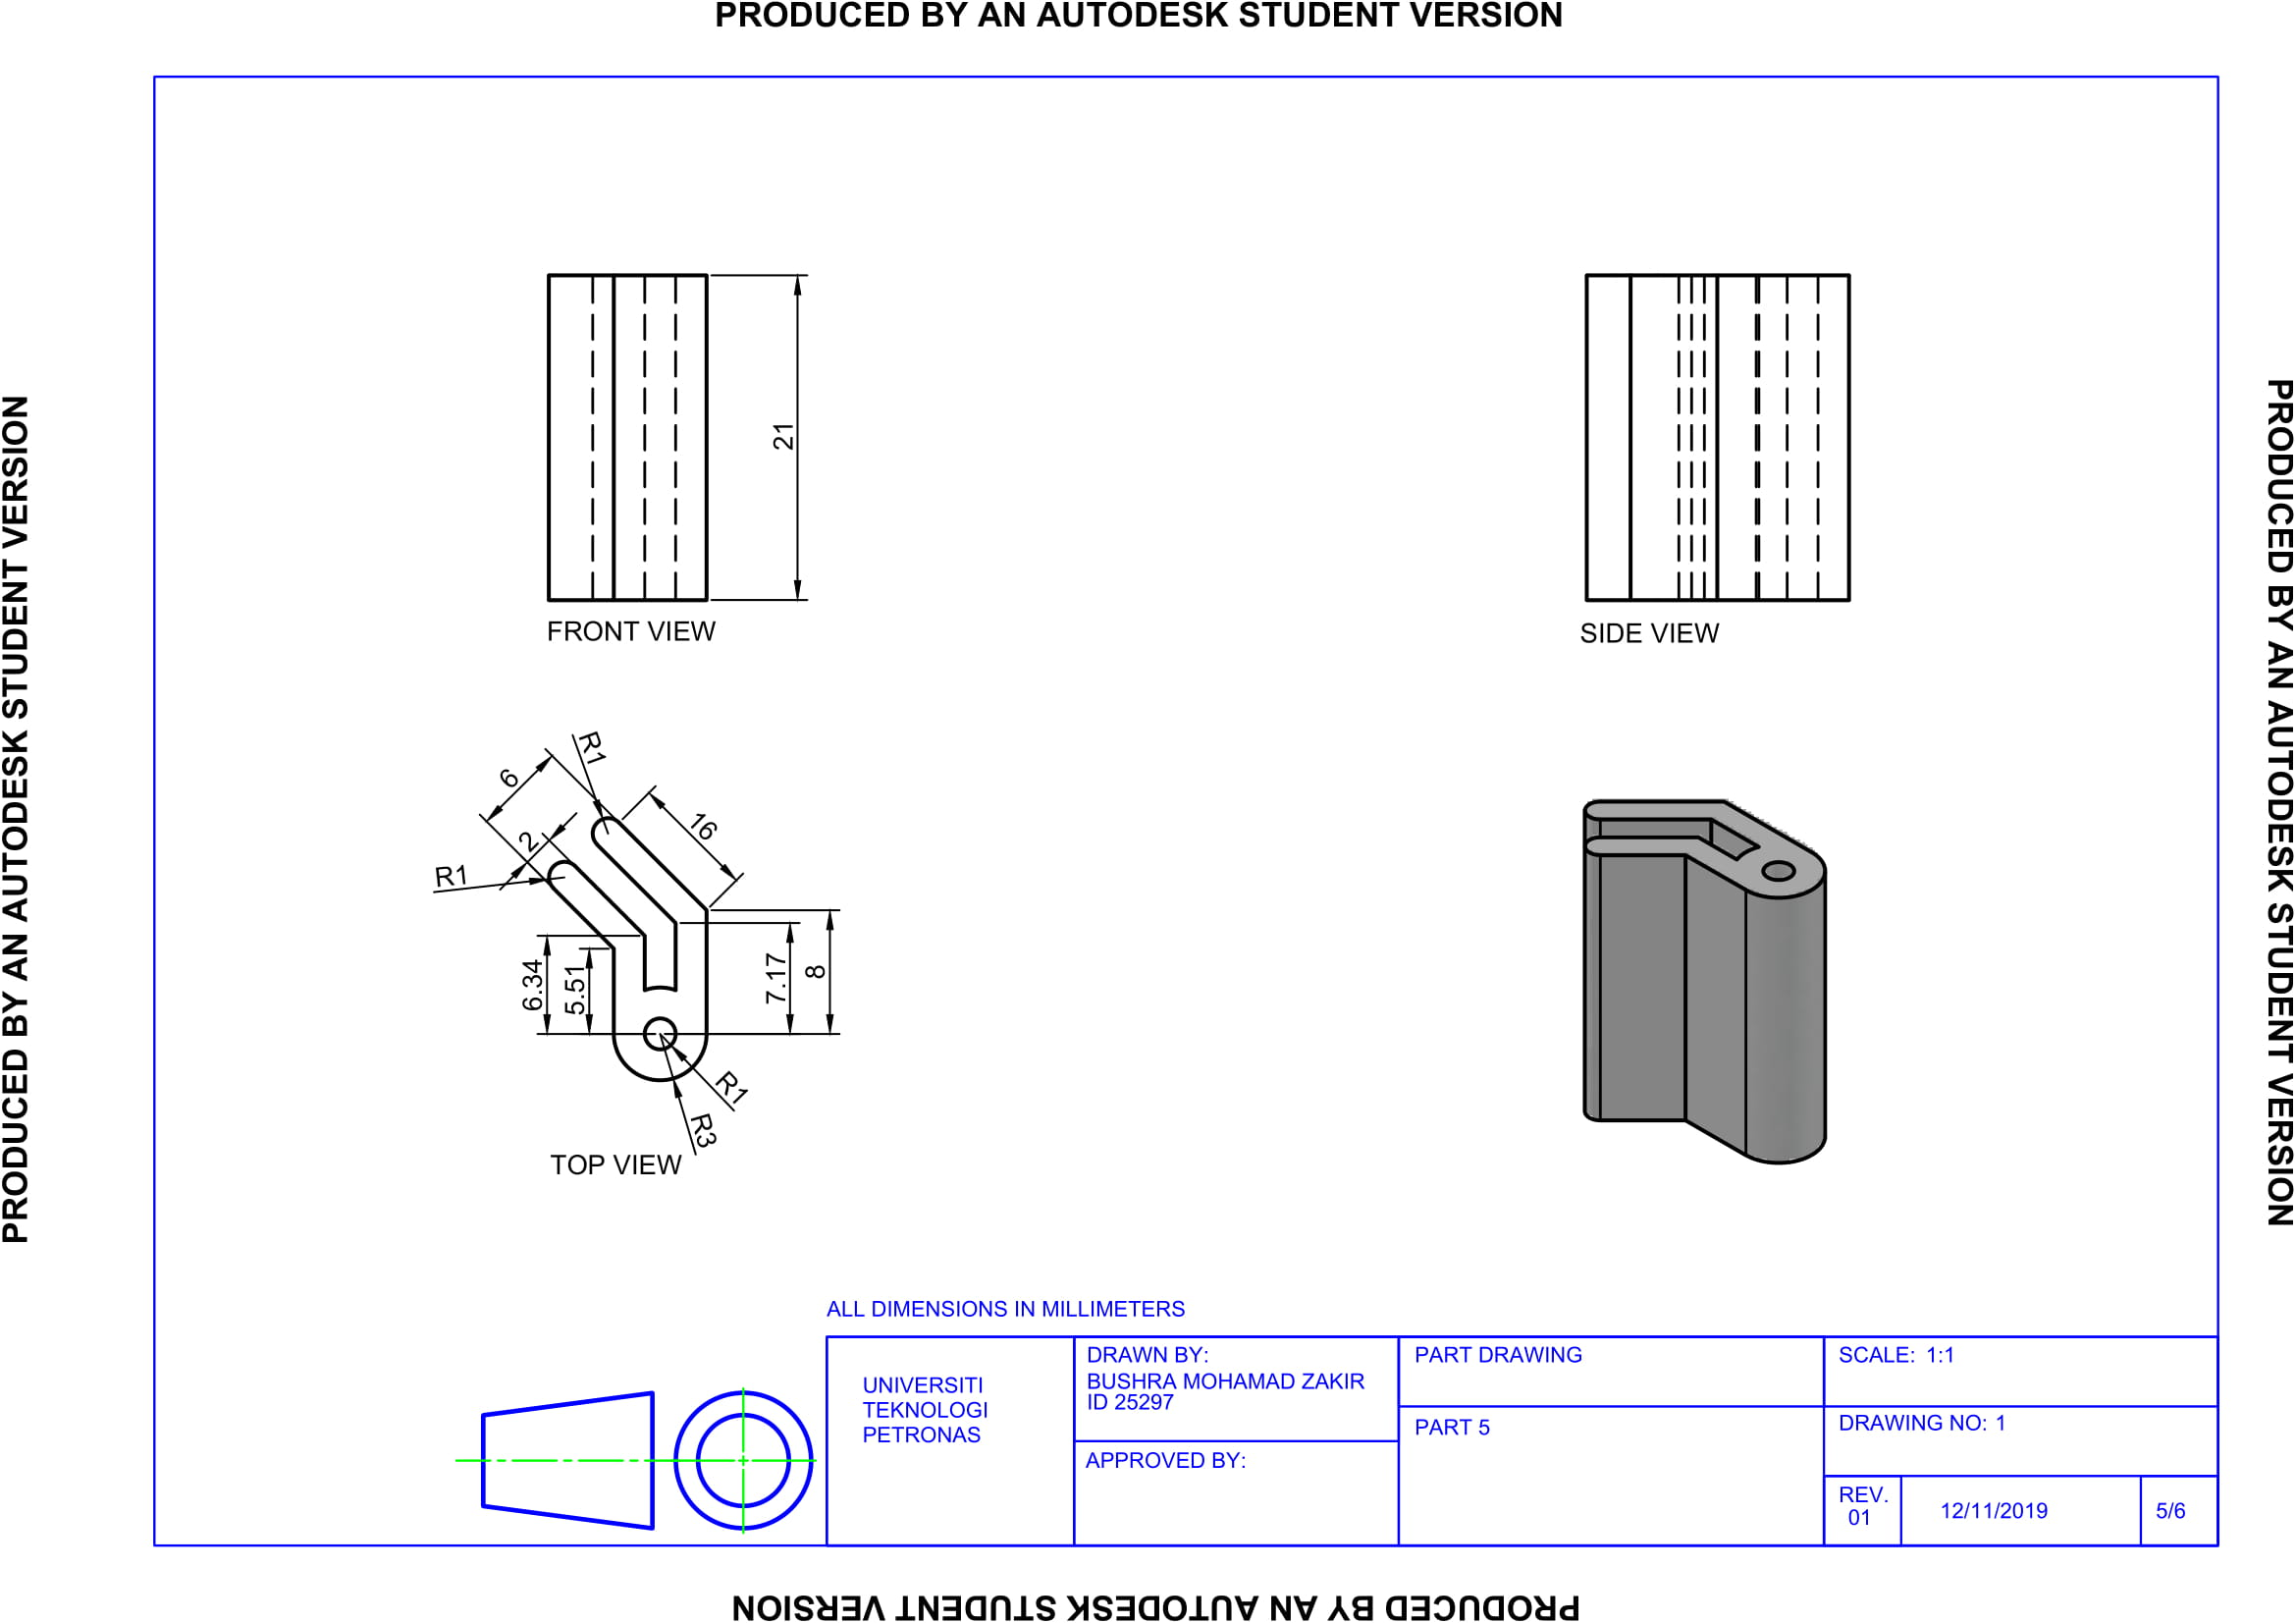 PRODUCED BY AN AUTODESK STUDENT VERSION
PRODUCED BY AN AUTODESK STUDENT VERSION
PRODUCED BY AN AUTODESK STUDENT VERSION
21
FRONT VIEW
SIDE VIEW
R1
6
16
2
R1
6.34
5.51
7.17
8
R1
R3
TOP VIEW
ALL DIMENSIONS IN MILLIMETERS
UNIVERSITI
TEKNOLOGI
PETRONAS
DRAWN BY:
BUSHRA MOHAMAD ZAKIR
ID 25297
APPROVED BY:
PART DRAWING
PART 5
SCALE: 1:1
DRAWING NO: 1
REV.
01
12/11/2019
5/6
PRODUCED BY AN AUTODESK STUDENT VERSION